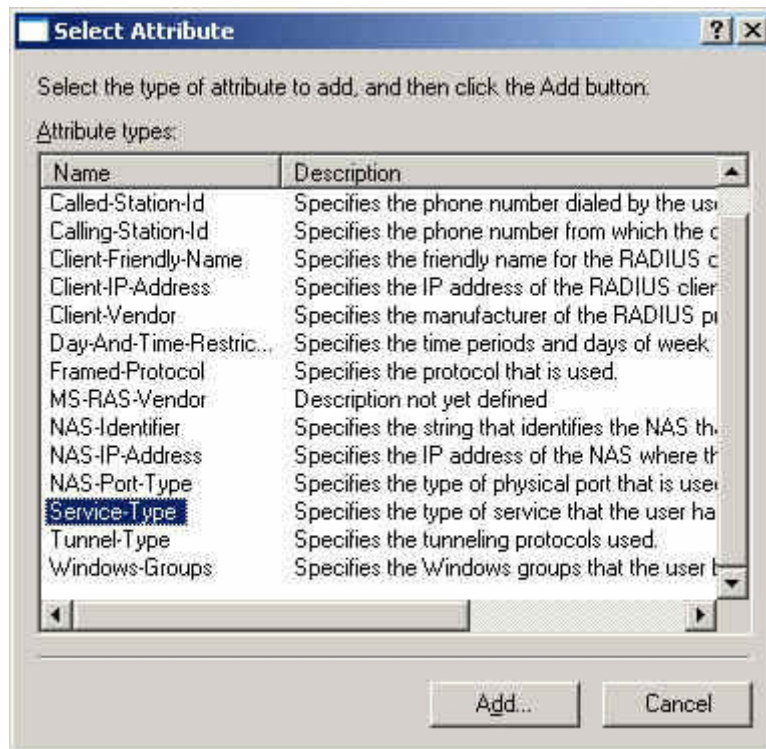 Select Attribute
Select the type of attribute to add, and then click the Add button.
Attribute types:
Name Description
Called-Station-Id Specifies the phone number dialed by the
Calling-Station-Id Specifies the phone number from which the
Client-Friendly-Name Specifies the friendly name for the RADIUS
Client-IP-Address Specifies the IP address of the RADIUS
Client-Vendor Specifies the manufacturer of the RADIUS
Day-And-Time-Restric... Specifies the time periods and days of week
Framed-Protocol Specifies the protocol that is used.
MS-RAS-Vendor Description not yet defined
NAS-Identifier Specifies the string that identifies the NAS
NAS-IP-Address Specifies the IP address of the NAS where
NAS-Port-Type Specifies the type of physical port that is
Service-Type Specifies the type of service that the user ha
Tunnel-Type Specifies the tunneling protocols used.
Windows-Groups Specifies the Windows groups that the user
Add... Cancel